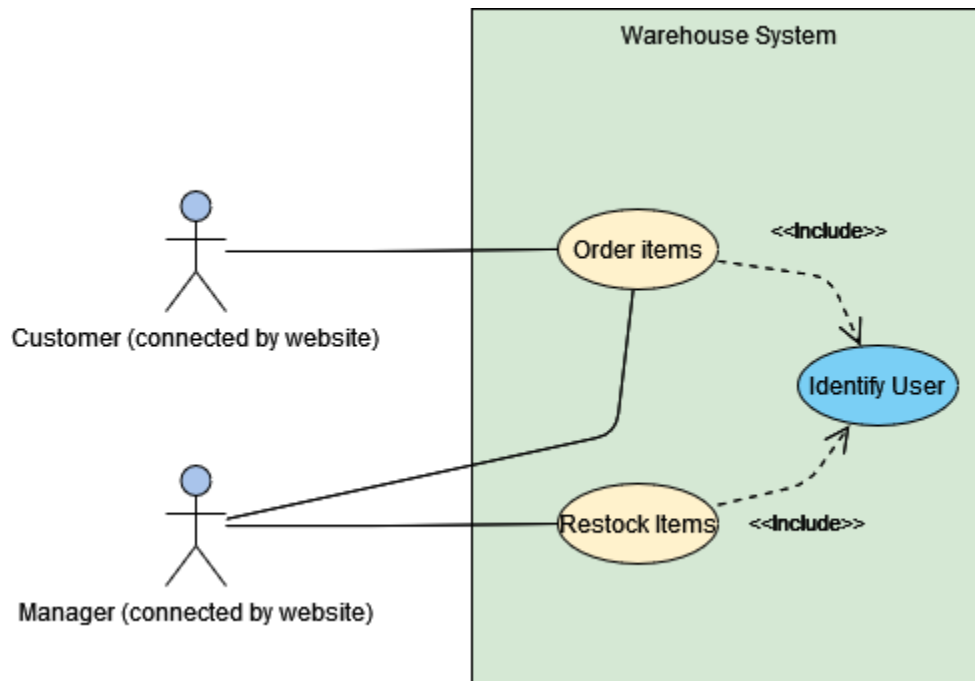 Warehouse System
<<Include>>
Order items
Customer (connected by website)
Identify User
Restock Items
<<Include>>
Manager (connected by website)